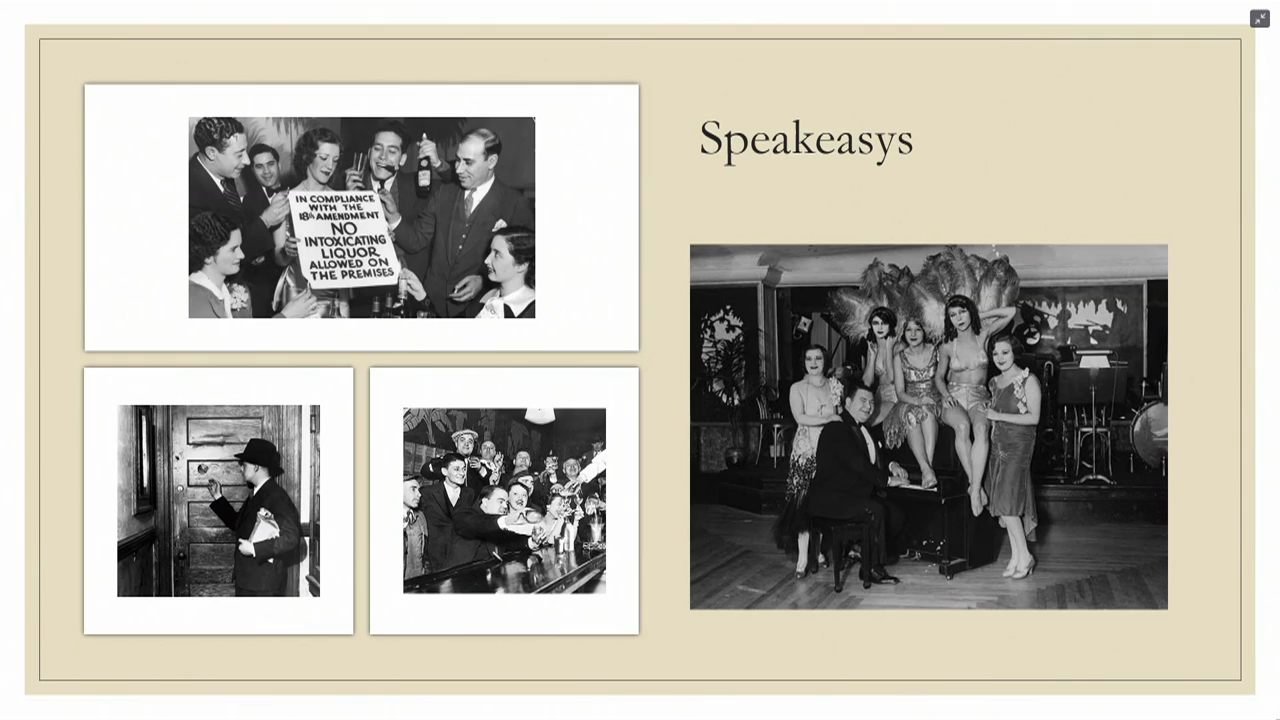 Speakeasys
IN COMPLIANCE
WITH THE
18th AMENDMENT
NO
INTOXICATING
LIQUOR
ALLOWED ON
THE PREMISES